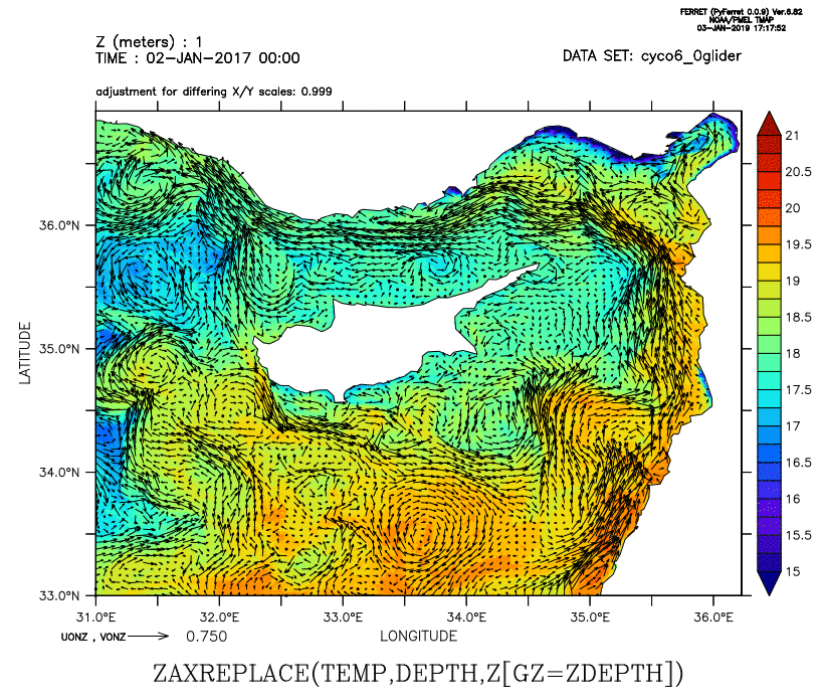 FERRET (PyFerret 0.0.9) Ver.6.82
NOAA/PMEL TMAP
03-JAN-2019 17:17:52
Z (meters) : 1
TIME : 02-JAN-2017 00:00
DATA SET: cyco6_0glider
adjustment for differing X/Y scales: 0.999
36.0°N
35.0°N
34.0°N
33.0°N
LATITUDE
31.0°E 32.0°E 33.0°E 34.0°E 35.0°E 36.0°E
LONGITUDE
21
20.5
20
19.5
19
18.5
18
17.5
17
16.5
16
15.5
15
UONZ , VONZ 0.750
ZAXREPLACE(TEMP,DEPTH,Z[GZ=ZDEPTH])